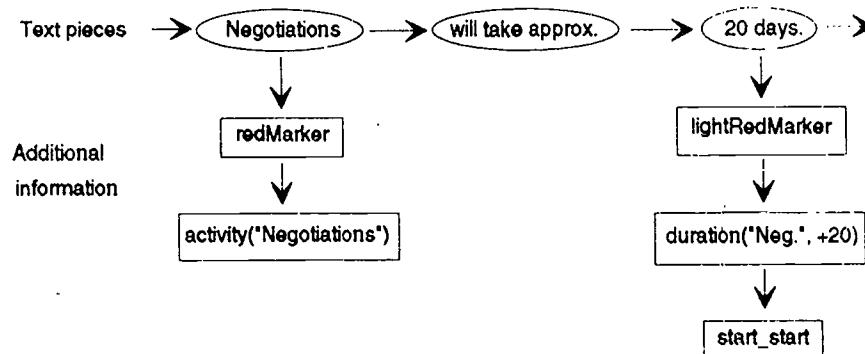 Text pieces
Negotiations
will take approx.
20 days.
redMarker
lightRedMarker
Additional
information
activity("Negotiations")
duration("Neg.", +20)
start_start